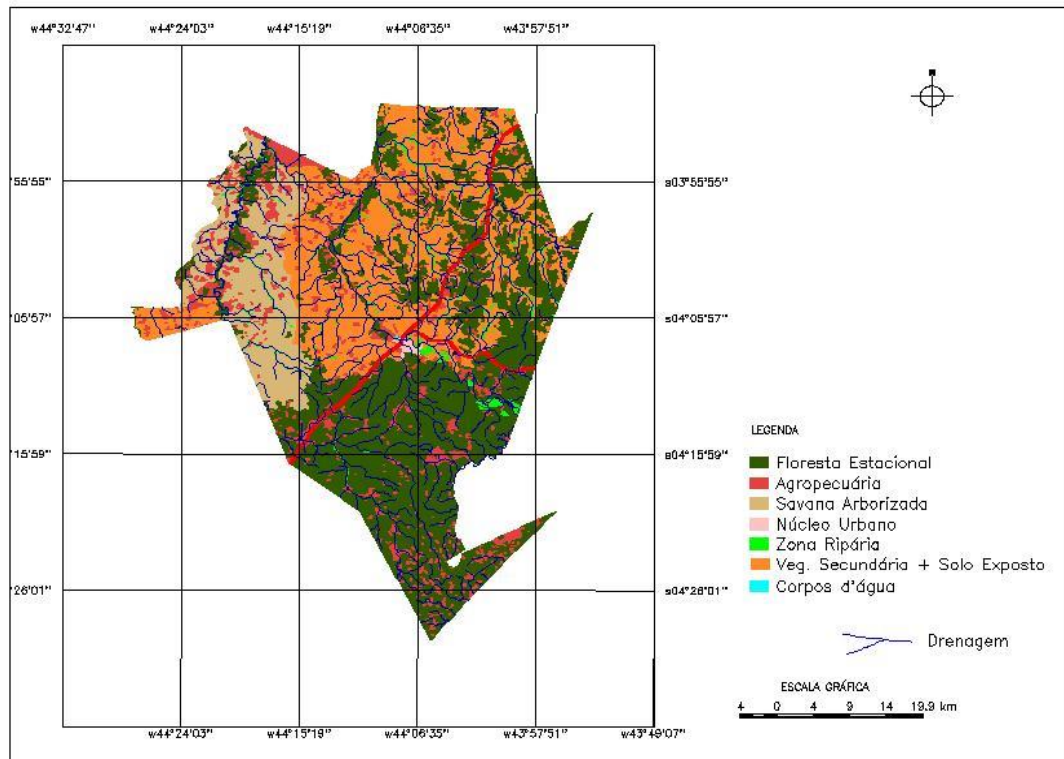 w44°32'47" w44°24'03" w44°15'19" w44°06'35" w43°57'51"
°55'55" s03°55'55"
°05'57" s04°05'57"
°15'59" s04°15'59"
°26'01" s04°26'01"
w44°24'03" w44°15'19" w44°06'35" w43°57'51" w43°49'07"
LEGENDA
Floresta Estacional
Agropecuária
Savana Arborizada
Núcleo Urbano
Zona Ripária
Veg. Secundária + Solo Exposto
Corpos d'água
Drenagem
ESCALA GRÁFICA
4 0 4 9 14 19.9 km